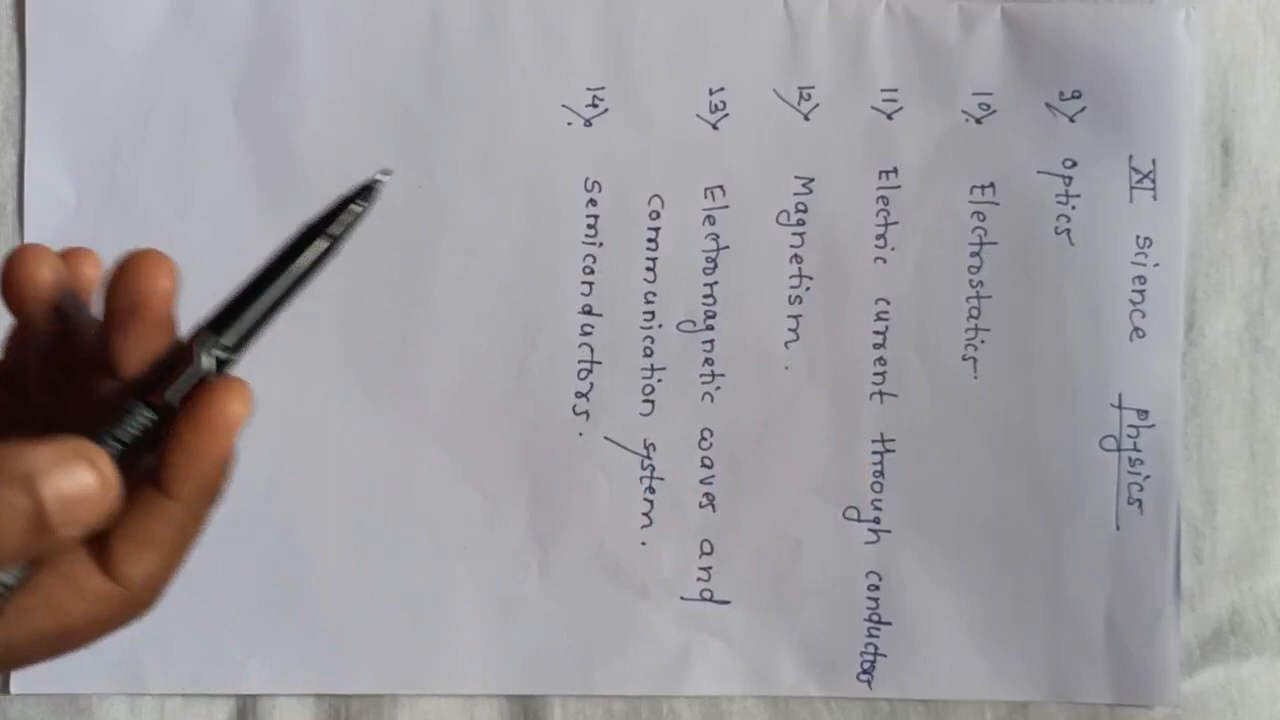 XI science physics
9) optics
10). Electrostatics.
11) Electric current through conductors
12) Magnetism.
13) Electromagnetic waves and
communication system.
14). Semiconductors.